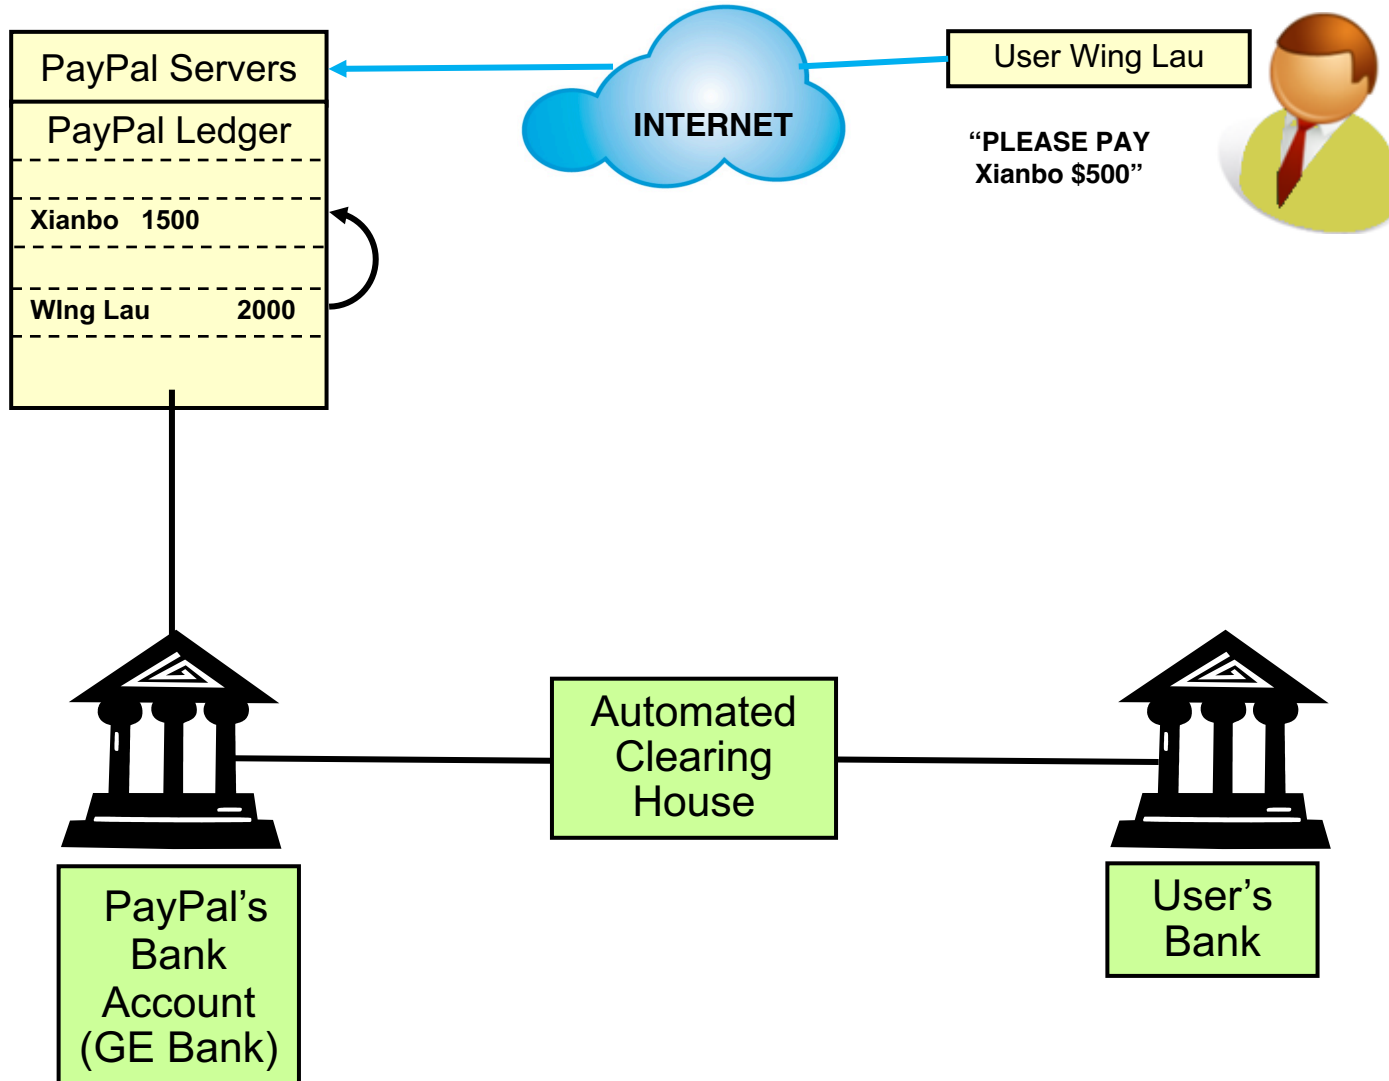 PayPal Servers
PayPal Ledger
Xianbo 1500
WIng Lau 2000
INTERNET
User Wing Lau
“PLEASE PAY
Xianbo $500”
Automated
Clearing
House
PayPal’s
Bank
Account
(GE Bank)
User’s
Bank